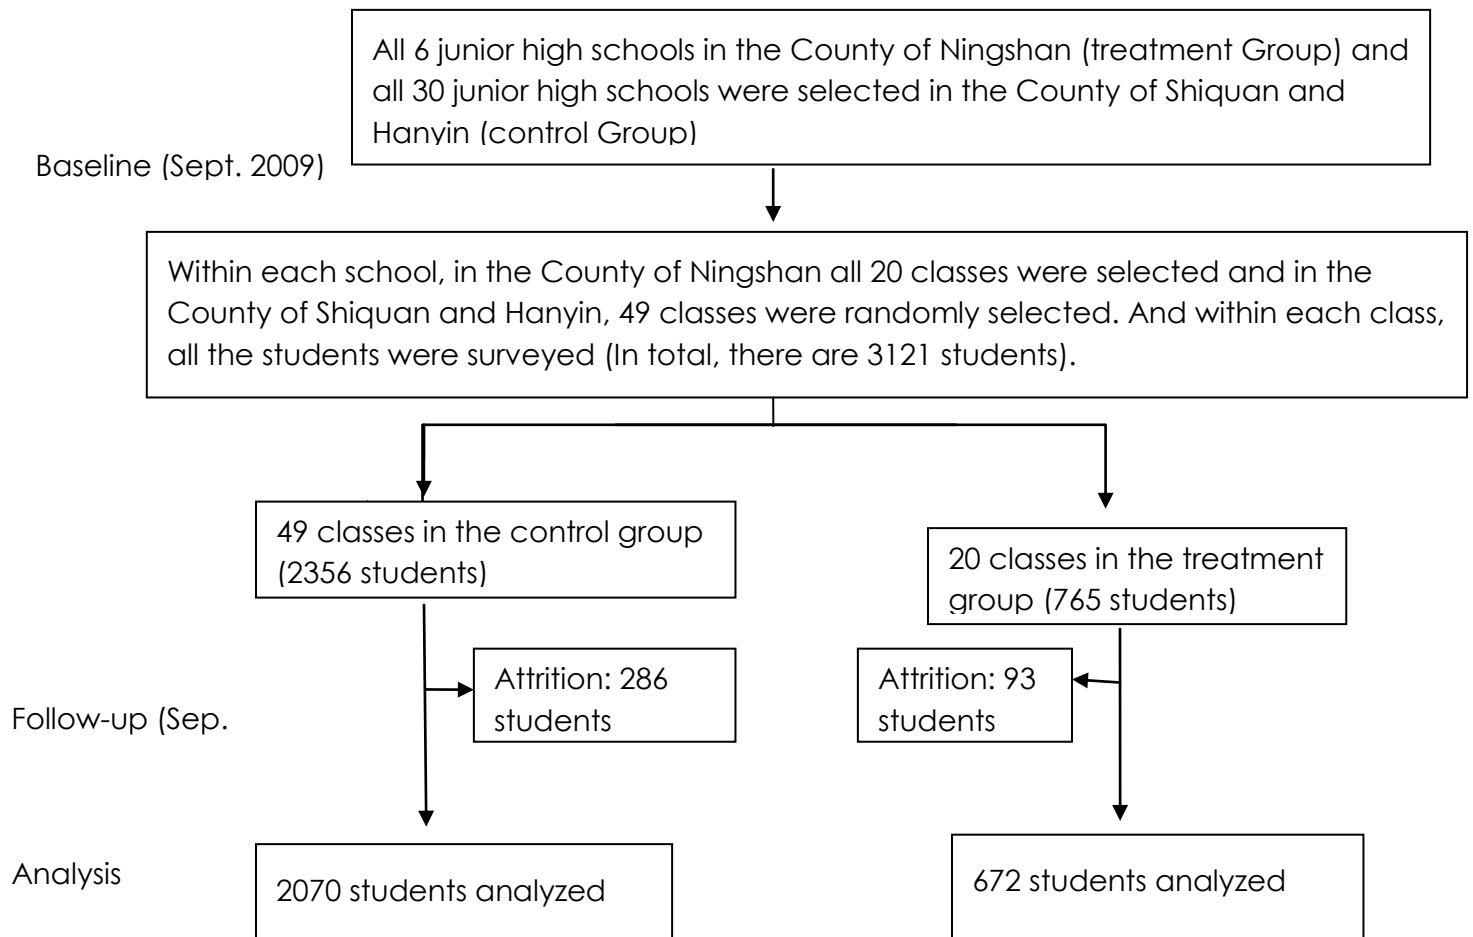 All 6 junior high schools in the County of Ningshan (treatment Group) and
all 30 junior high schools were selected in the County of Shiquan and
Hanyin (control Group)
Baseline (Sept. 2009)
Within each school, in the County of Ningshan all 20 classes were selected and in the
County of Shiquan and Hanyin, 49 classes were randomly selected. And within each class,
all the students were surveyed (In total, there are 3121 students).
49 classes in the control group
(2356 students)
20 classes in the treatment
group (765 students)
Attrition: 286
students
Attrition: 93
students
Follow-up (Sep.
Analysis
2070 students analyzed
672 students analyzed